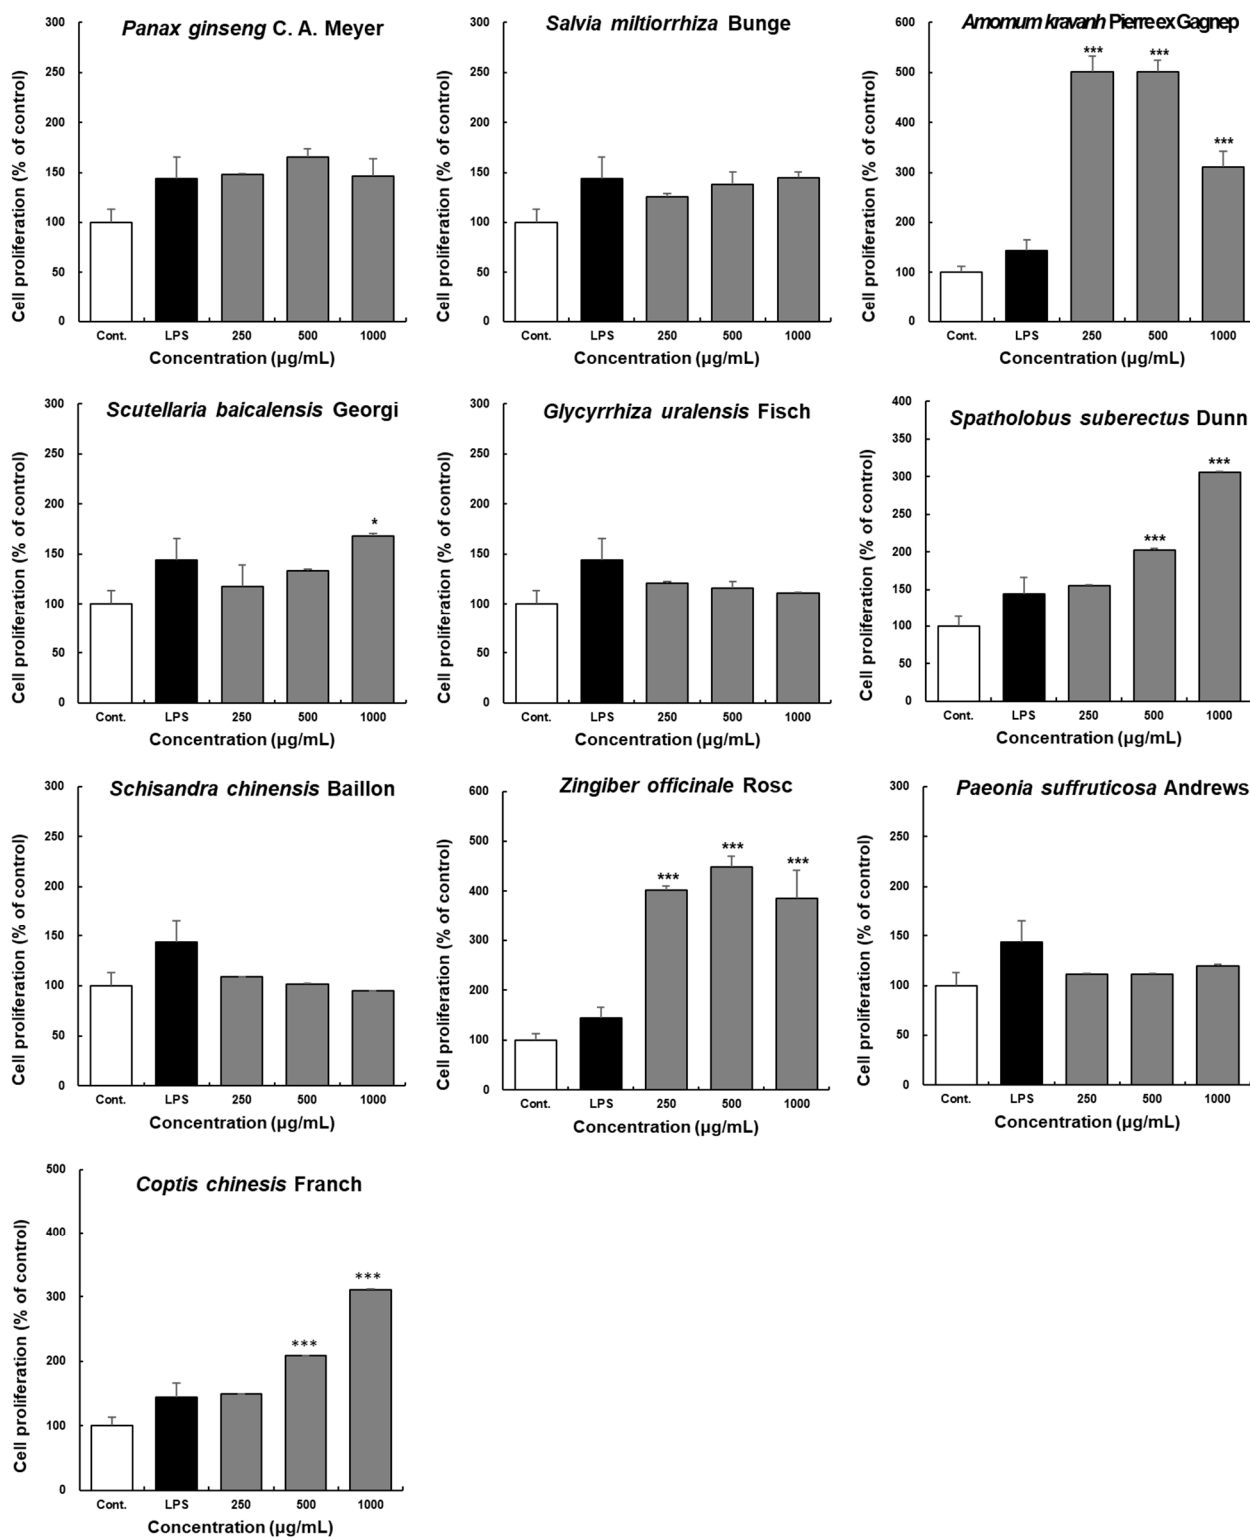 Panax ginseng C. A. Meyer
Cell proliferation (% of control)
300
250
200
150
100
50
0
Cont. LPS 250 500 1000
Concentration (µg/mL)
Salvia miltiorrhiza Bunge
Cell proliferation (% of control)
300
250
200
150
100
50
0
Cont. LPS 250 500 1000
Concentration (µg/mL)
Amomum kravanh Pierre ex Gagnep
Cell proliferation (% of control)
600
500
400
300
200
100
0
*** *** ***
Cont. LPS 250 500 1000
Concentration (µg/mL)
Scutellaria baicalensis Georgi
Cell proliferation (% of control)
300
250
200
150
100
50
0
*
Cont. LPS 250 500 1000
Concentration (µg/mL)
Glycyrrhiza uralensis Fisch
Cell proliferation (% of control)
300
250
200
150
100
50
0
Cont. LPS 250 500 1000
Concentration (µg/mL)
Spatholobus suberectus Dunn
Cell proliferation (% of control)
400
350
300
250
200
150
100
50
0
*** ***
Cont. LPS 250 500 1000
Concentration (µg/mL)
Schisandra chinensis Baillon
Cell proliferation (% of control)
300
250
200
150
100
50
0
Cont. LPS 250 500 1000
Concentration (µg/mL)
Zingiber officinale Rosc
Cell proliferation (% of control)
600
500
400
300
200
100
0
*** *** ***
Cont. LPS 250 500 1000
Concentration (µg/mL)
Paeonia suffruticosa Andrews
Cell proliferation (% of control)
300
250
200
150
100
50
0
Cont. LPS 250 500 1000
Concentration (µg/mL)
Coptis chinesis Franch
Cell proliferation (% of control)
500
400
300
200
100
0
*** ***
Cont. LPS 250 500 1000
Concentration (µg/mL)